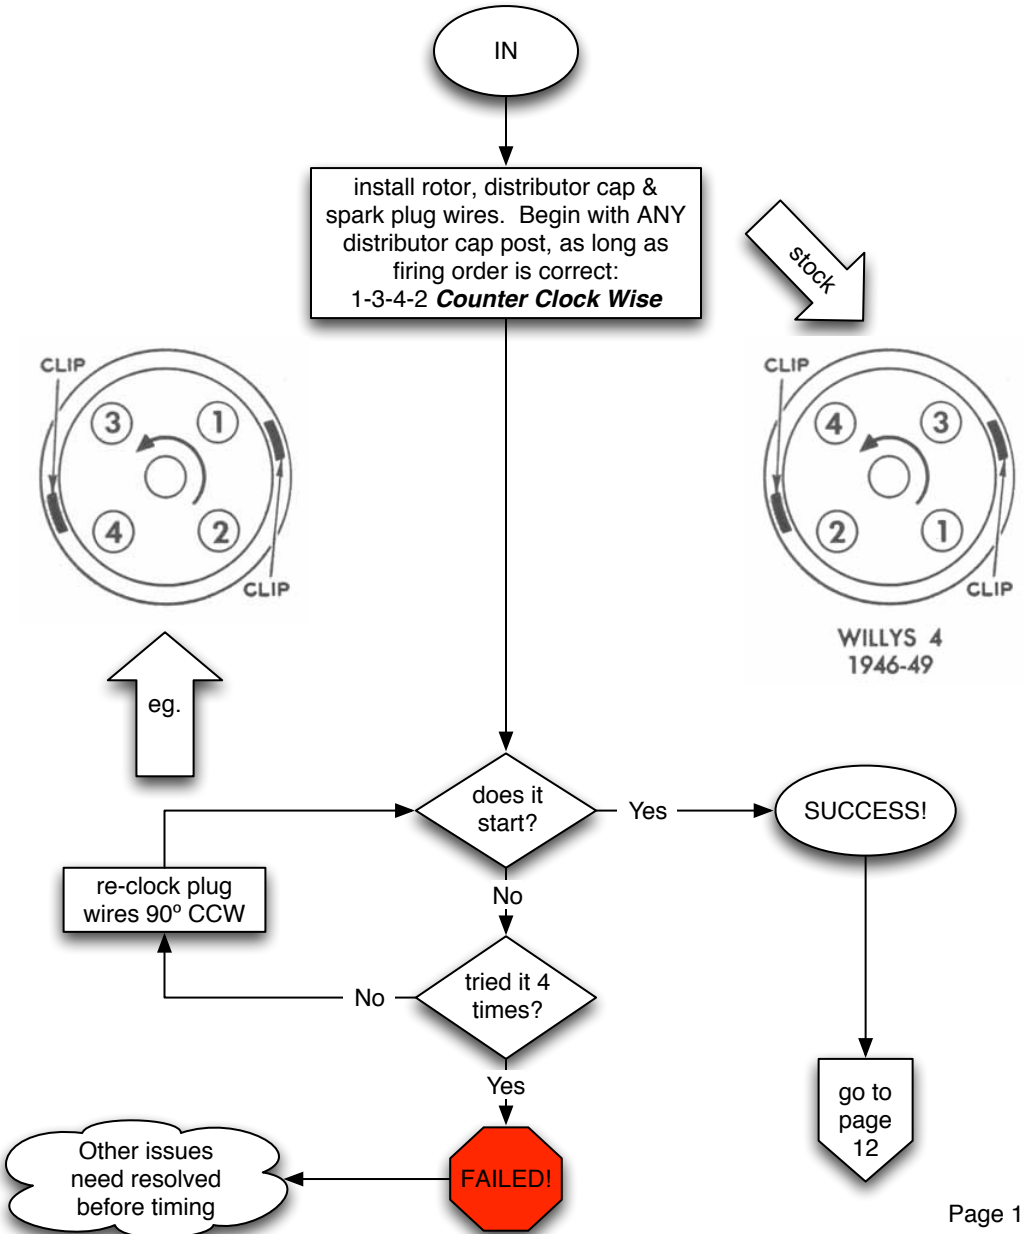 IN
install rotor, distributor cap &
spark plug wires.  Begin with ANY
distributor cap post, as long as
firing order is correct:
1-3-4-2 Counter Clock Wise
stock
CLIP
3 1
4 2
CLIP
CLIP
4 3
2 1
CLIP
WILLYS 4
1946-49
eg.
does it
start?
Yes
SUCCESS!
re-clock plug
wires 90º CCW
No
tried it 4
times?
No
Yes
go to
page
12
Other issues
need resolved
before timing
FAILED!
Page 1